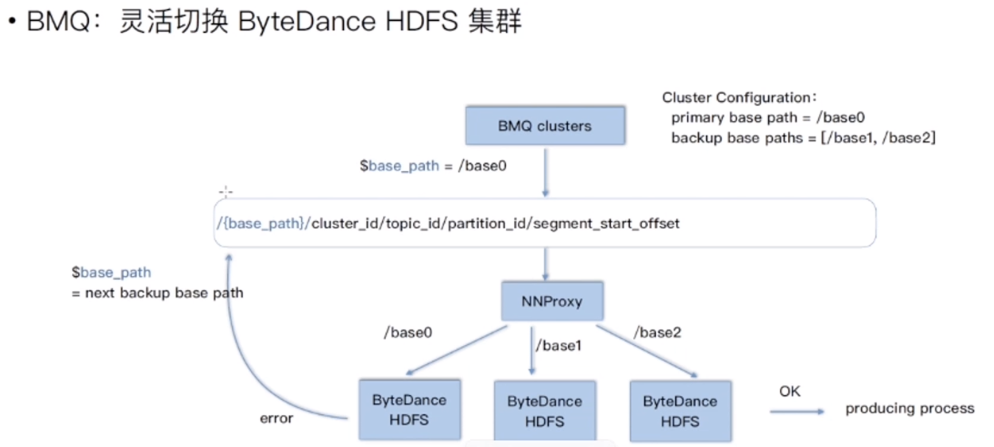 • BMQ：灵活切换 ByteDance HDFS 集群
Cluster Configuration：
primary base path = /base0
backup base paths = [/base1, /base2]
BMQ clusters
$base_path = /base0
/{base_path}/cluster_id/topic_id/partition_id/segment_start_offset
$base_path
= next backup base path
NNProxy
/base0
/base1
/base2
ByteDance
HDFS
ByteDance
HDFS
ByteDance
HDFS
error
OK
producing process